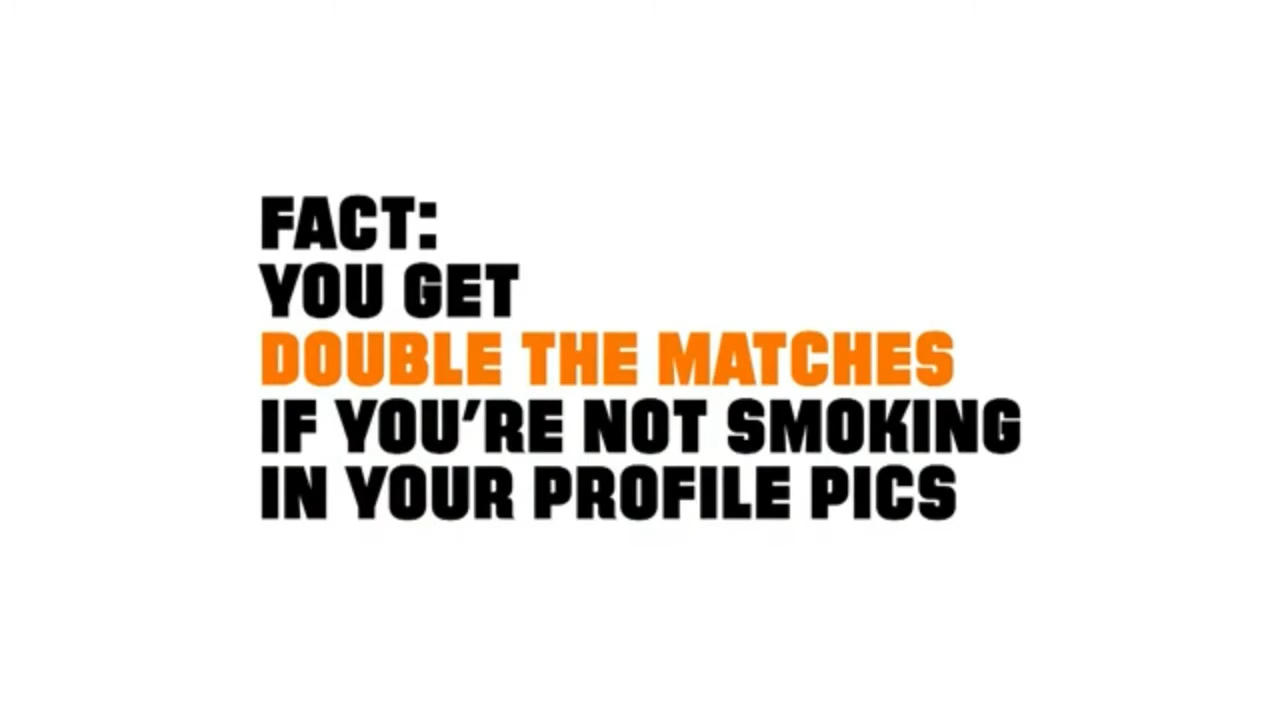 FACT:
YOU GET
DOUBLE THE MATCHES
IF YOU'RE NOT SMOKING
IN YOUR PROFILE PICS